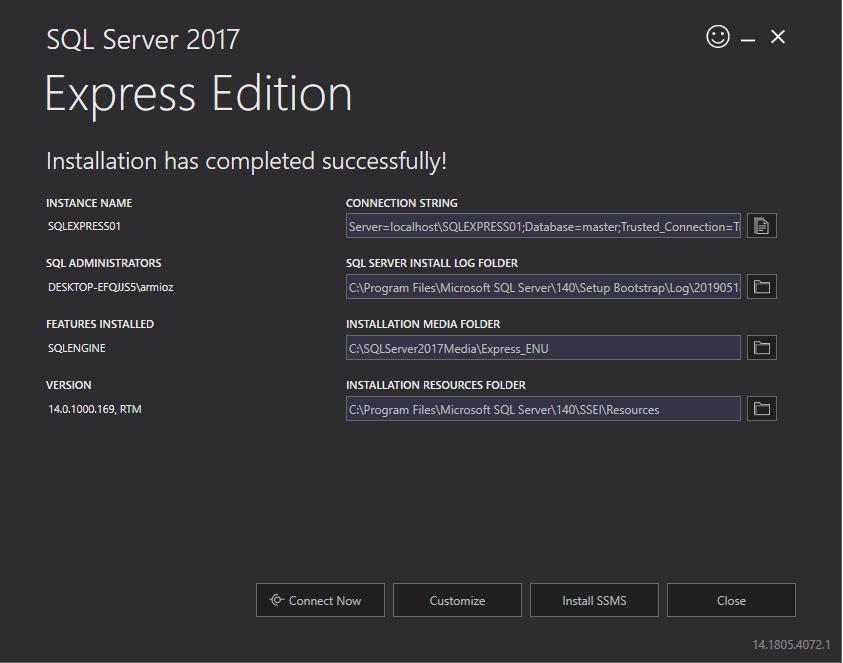 SQL Server 2017
Express Edition
Installation has completed successfully!
INSTANCE NAME
SQLEXPRESS01
CONNECTION STRING
Server=localhost\SQLEXPRESS01;Database=master;Trusted_Connection=T
SQL ADMINISTRATORS
DESKTOP-EFQJJS5\armioz
SQL SERVER INSTALL LOG FOLDER
C:\Program Files\Microsoft SQL Server\140\Setup Bootstrap\Log\2019051
FEATURES INSTALLED
SQLENGINE
INSTALLATION MEDIA FOLDER
C:\SQLServer2017Media\Express_ENU
VERSION
14.0.1000.169, RTM
INSTALLATION RESOURCES FOLDER
C:\Program Files\Microsoft SQL Server\140\SSEI\Resources
Connect Now
Customize
Install SSMS
Close
14.1805.4072.1